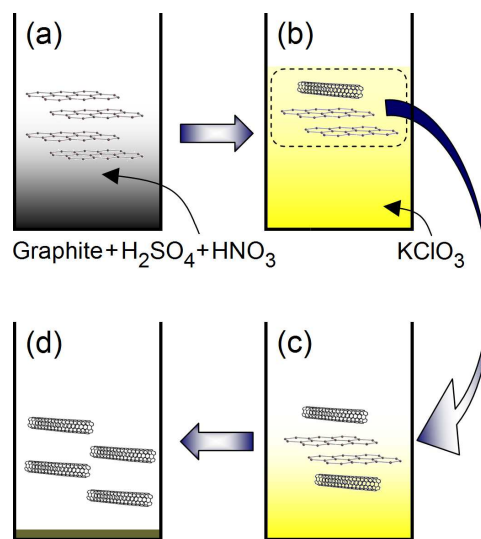 (a)
(b)
Graphite+H₂SO₄+HNO₃
KClO₃
(d)
(c)